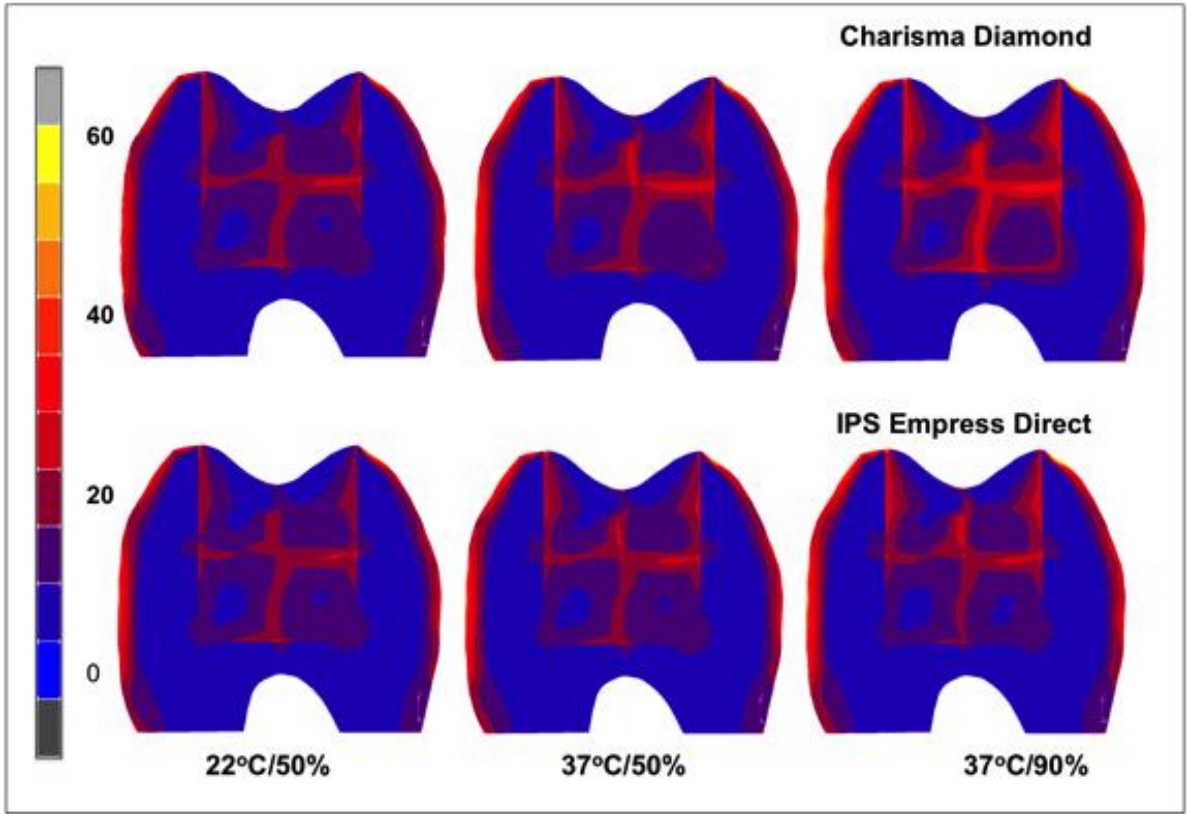 Charisma Diamond
60
40
20
0
IPS Empress Direct
22°C/50%
37°C/50%
37°C/90%